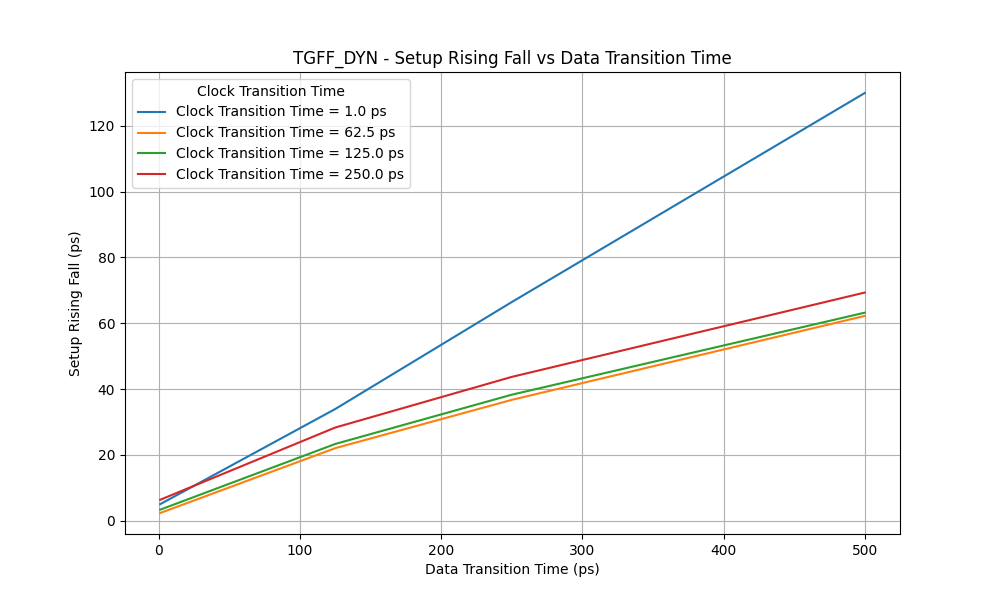 TGFF_DYN - Setup Rising Fall vs Data Transition Time
Clock Transition Time
Clock Transition Time = 1.0 ps
Clock Transition Time = 62.5 ps
Clock Transition Time = 125.0 ps
Clock Transition Time = 250.0 ps
Setup Rising Fall (ps)
120
100
80
60
40
20
0
0 100 200 300 400 500
Data Transition Time (ps)